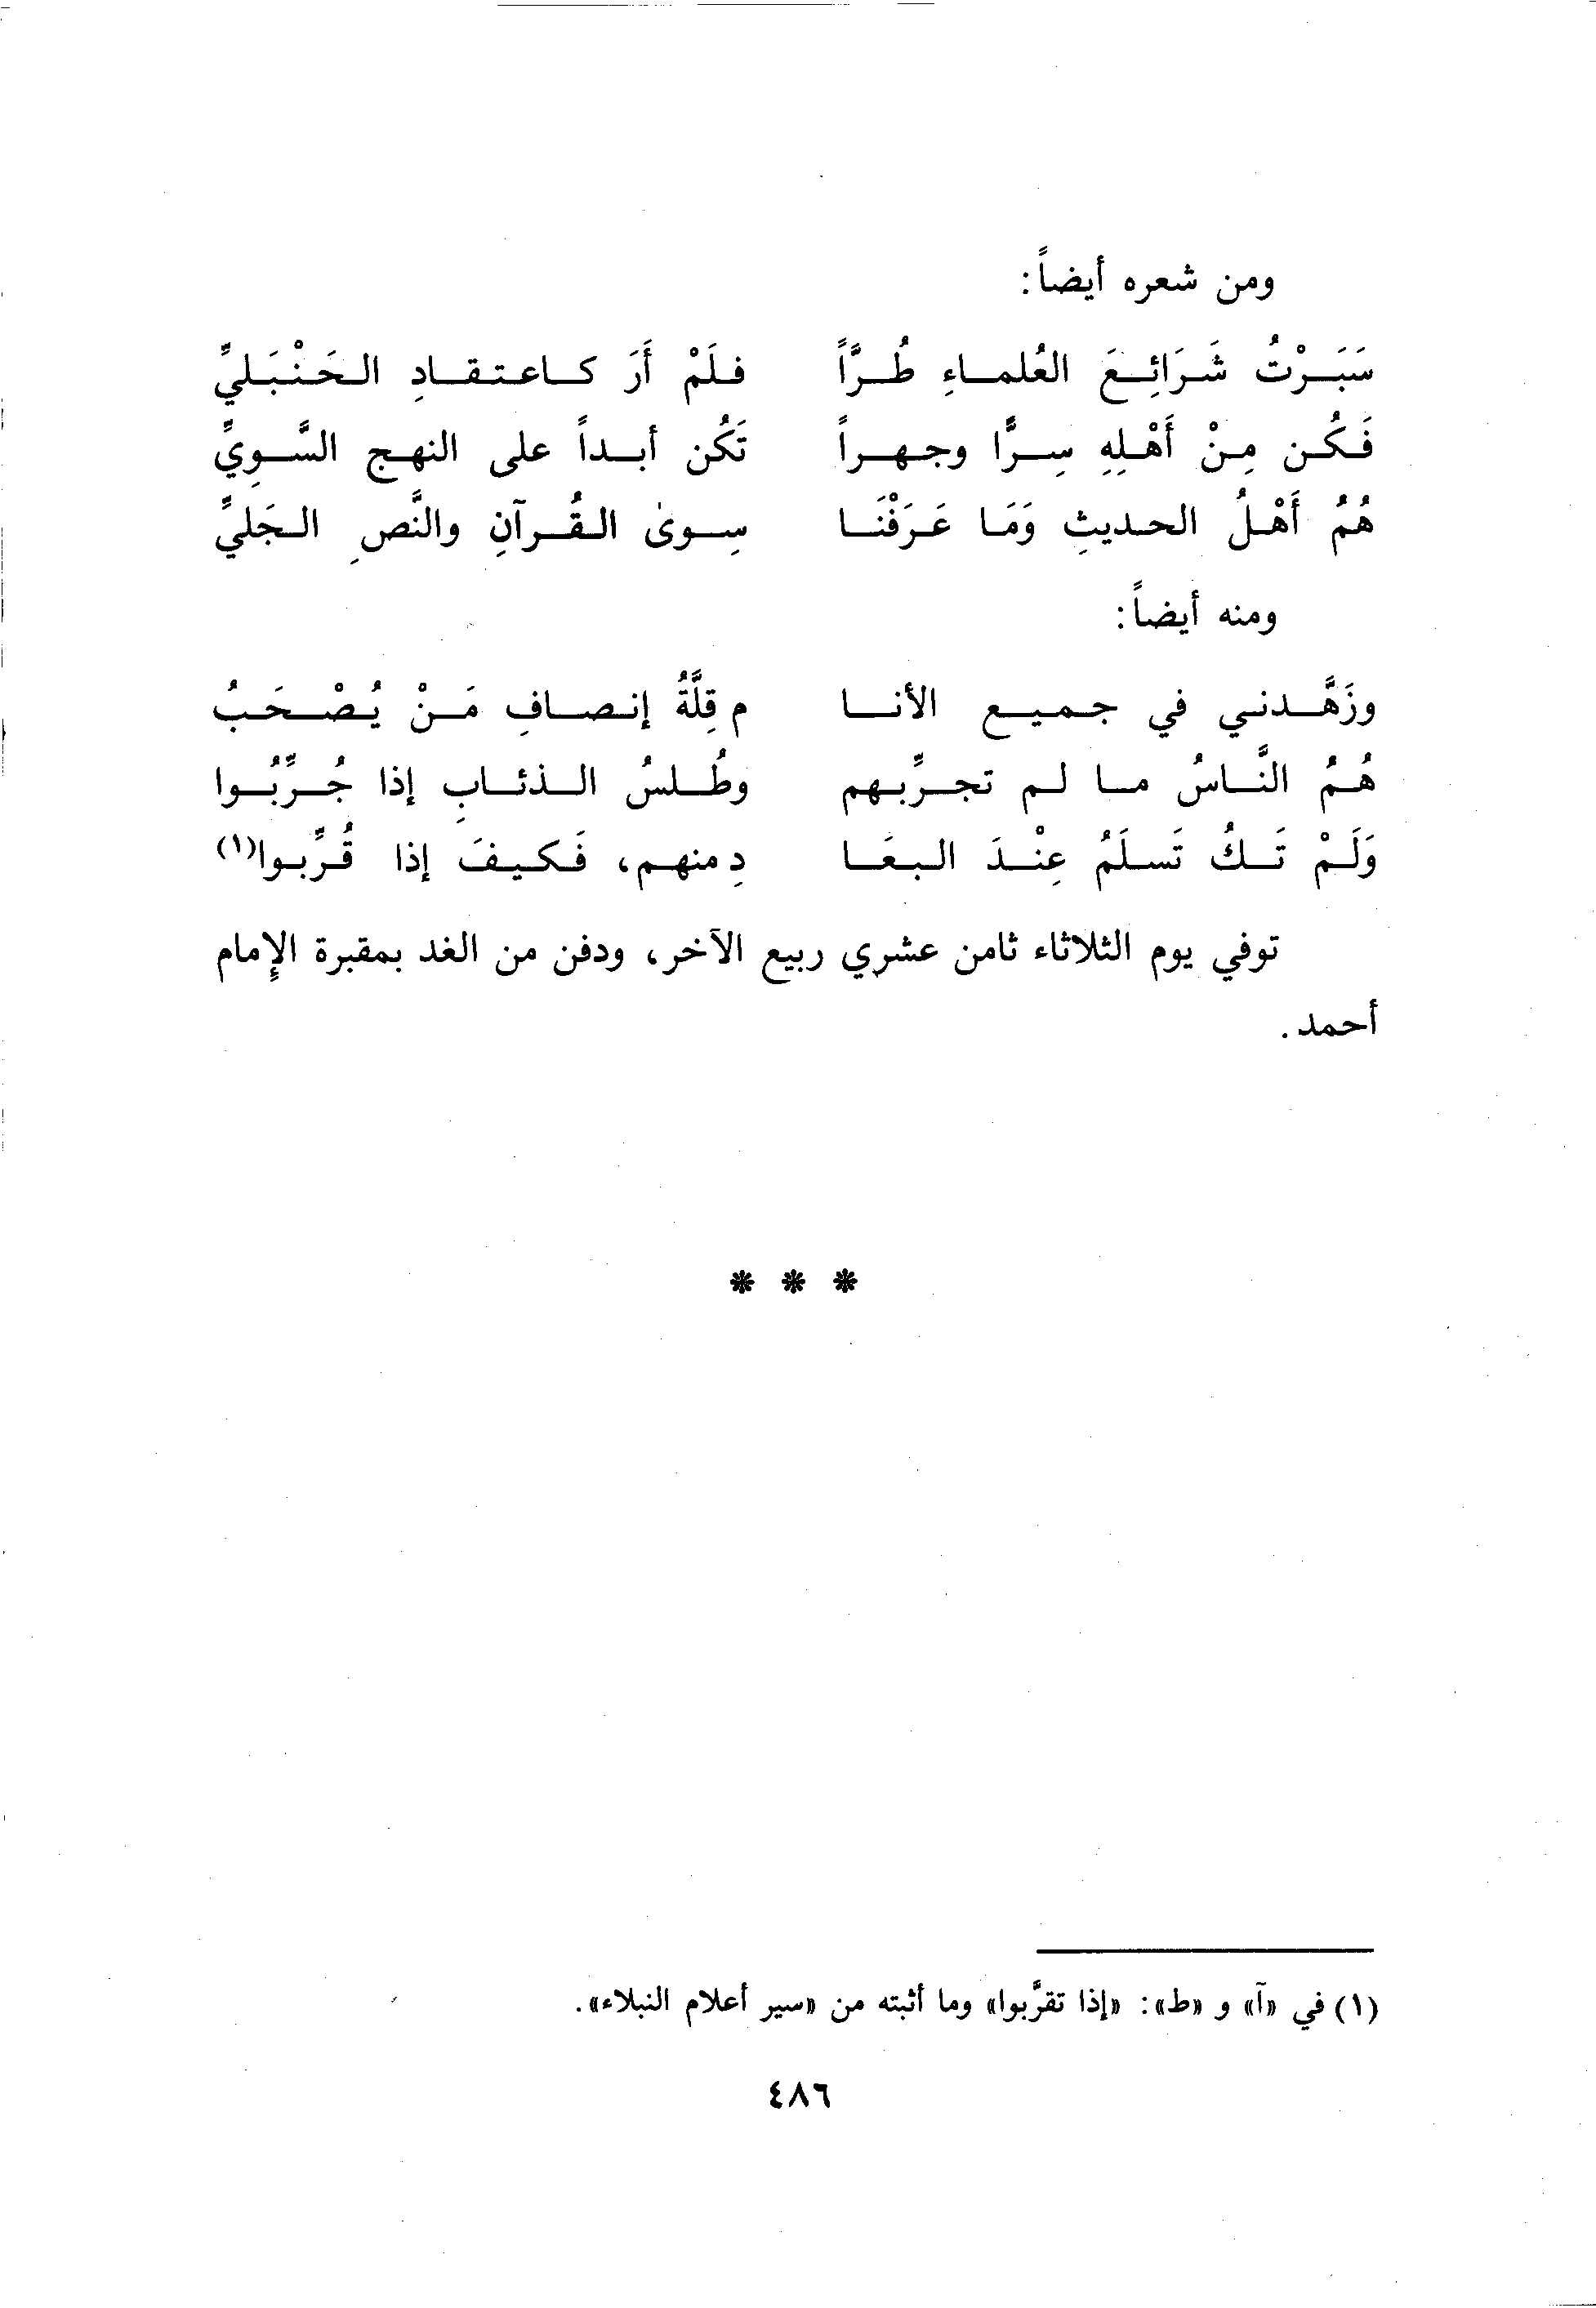 ومن شعره أيضاً:
سَبَرْتُ شَرَائِعَ العُلماءِ طُرَّاً فلَمْ أَرَ كاعتقادِ الحَنْبَليِّ
فَكُن مِنْ أَهْلِهِ سِرًّا وجهراً تَكُن أبداً على النهج السَّوِيِّ
هُمُ أَهْلُ الحديثِ وَمَا عَرَفْنَا سِوىٰ القُرآنِ والنَّصِ الجَليِّ
ومنه أيضاً:
وزَهَّدني في جميع الأنا م قِلَّةُ إنصافِ مَنْ يُصْحَبُ
هُمُ النَّاسُ ما لم تجرِّبهم وطُلسُ الذئابِ إذا جُرِّبُوا
وَلَمْ تَكُ تَسلَمُ عِنْدَ البعَا دِ منهم، فَكيفَ إذا قُرِّبوا(١)
توفي يوم الثلاثاء ثامن عشري ربيع الآخر، ودفن من الغد بمقبرة الإمام
أحمد.
* * *
(١) في «آ» و «ط»: «إذا تقرَّبوا» وما أثبته من «سير أعلام النبلاء».
٤٨٦